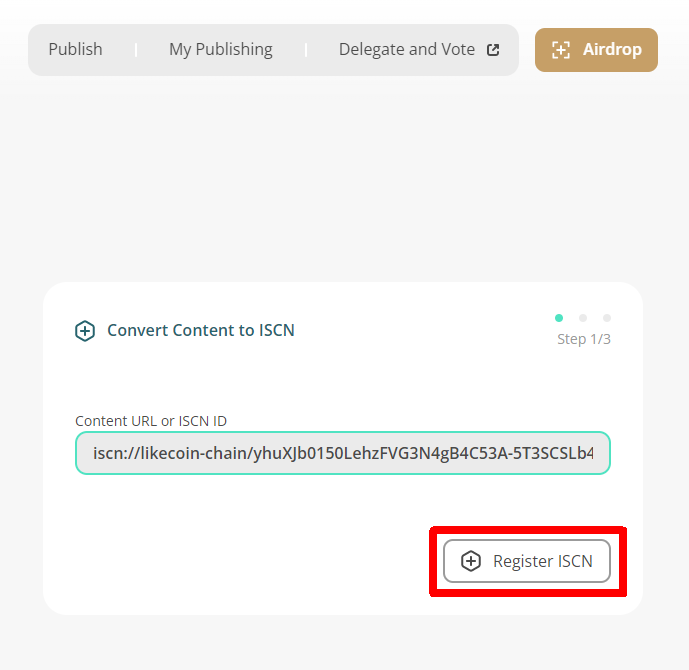 Publish | My Publishing | Delegate and Vote Airdrop
Convert Content to ISCN
Step 1/3
Content URL or ISCN ID
iscn://likecoin-chain/yhuXJb0150LehzFVG3N4gB4C53A-5T3SCSLb4
Register ISCN